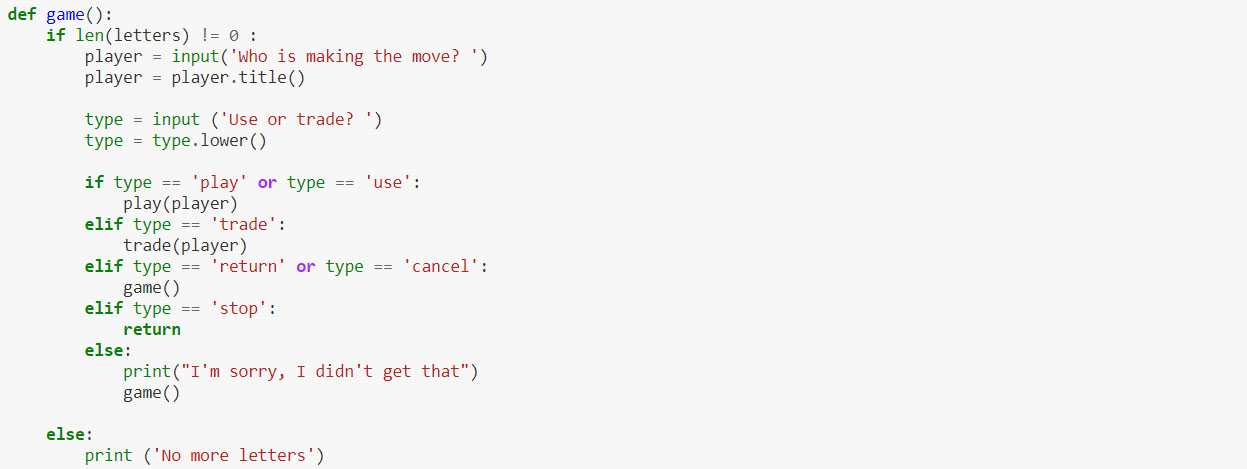 def game():
    if len(letters) != 0 :
        player = input('Who is making the move? ')
        player = player.title()

        type = input ('Use or trade? ')
        type = type.lower()

        if type == 'play' or type == 'use':
            play(player)
        elif type == 'trade':
            trade(player)
        elif type == 'return' or type == 'cancel':
            game()
        elif type == 'stop':
            return
        else:
            print("I'm sorry, I didn't get that")
            game()

    else:
        print ('No more letters')